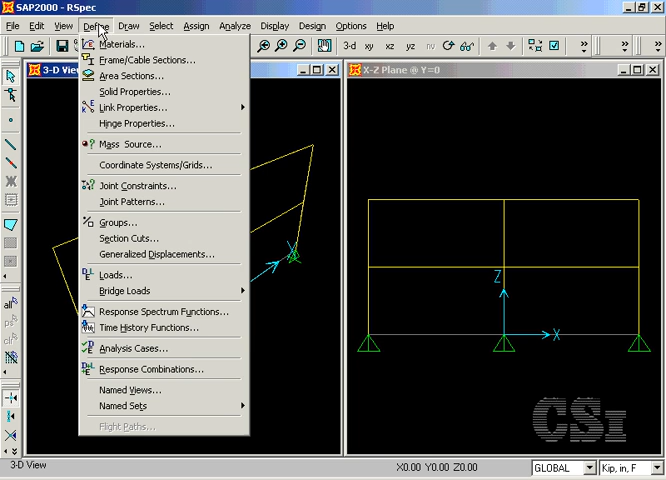 SAP2000 - RSpec
File Edit View Define Draw Select Assign Analyze Display Design Options Help
3-d xy xz yz nv
3-D View
X-Z Plane @ Y=0
Materials...
Frame/Cable Sections...
Area Sections...
Solid Properties...
Link Properties...
Hinge Properties...
Mass Source...
Coordinate Systems/Grids...
Joint Constraints...
Joint Patterns...
Groups...
Section Cuts...
Generalized Displacements...
Loads...
Bridge Loads
Response Spectrum Functions...
Time History Functions...
Analysis Cases...
Response Combinations...
Named Views...
Named Sets
Flight Paths...
all
ps
clr
X
Z
X
CSI
3-D View
X0.00 Y0.00 Z0.00
GLOBAL
Kip, in, F